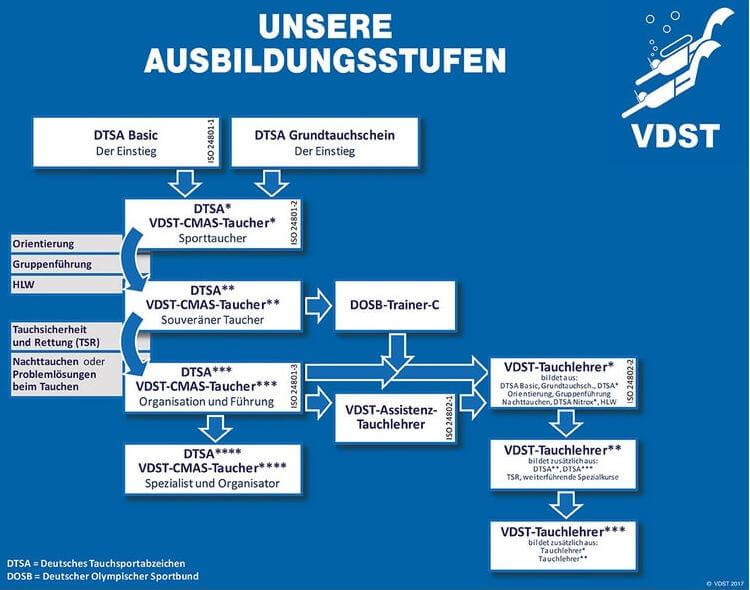 UNSERE
AUSBILDUNGSSTUFEN
VDST
DTSA Basic
Der Einstieg
ISO 24801-1
DTSA Grundtauchschein
Der Einstieg
DTSA*
VDST-CMAS-Taucher*
Sporttaucher
ISO 24801-2
Orientierung
Gruppenführung
HLW
DTSA**
VDST-CMAS-Taucher**
Souveräner Taucher
DOSB-Trainer-C
Tauchsicherheit
und Rettung (TSR)
Nachttauchen oder
Problemlösungen
beim Tauchen
DTSA***
VDST-CMAS-Taucher***
Organisation und Führung
ISO 24801-3
VDST-Assistenz-
Tauchlehrer
ISO 24802-1
VDST-Tauchlehrer*
bildet aus:
DTSA Basic, Grundtauchsch., DTSA*
Orientierung, Gruppenführung
Nachttauchen, DTSA Nitrox*, HLW
ISO 24802-2
DTSA****
VDST-CMAS-Taucher****
Spezialist und Organisator
VDST-Tauchlehrer**
bildet zusätzlich aus:
DTSA**, DTSA***
TSR, weiterführende Spezialkurse
VDST-Tauchlehrer***
bildet zusätzlich aus:
Tauchlehrer*
Tauchlehrer**
DTSA = Deutsches Tauchsportabzeichen
DOSB = Deutscher Olympischer Sportbund
© VDST 2017